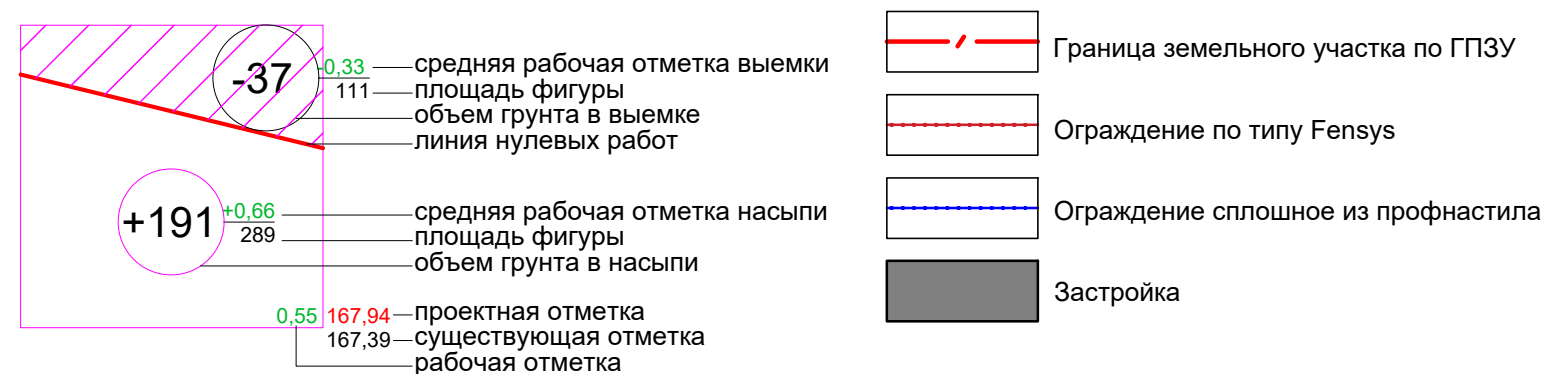 -37
-0,33
средняя рабочая отметка выемки
111
площадь фигуры
объем грунта в выемке
линия нулевых работ
+191
+0,66
средняя рабочая отметка насыпи
289
площадь фигуры
объем грунта в насыпи
0,55
167,94
проектная отметка
167,39
существующая отметка
рабочая отметка
Граница земельного участка по ГПЗУ
Ограждение по типу Fensys
Ограждение сплошное из профнастила
Застройка